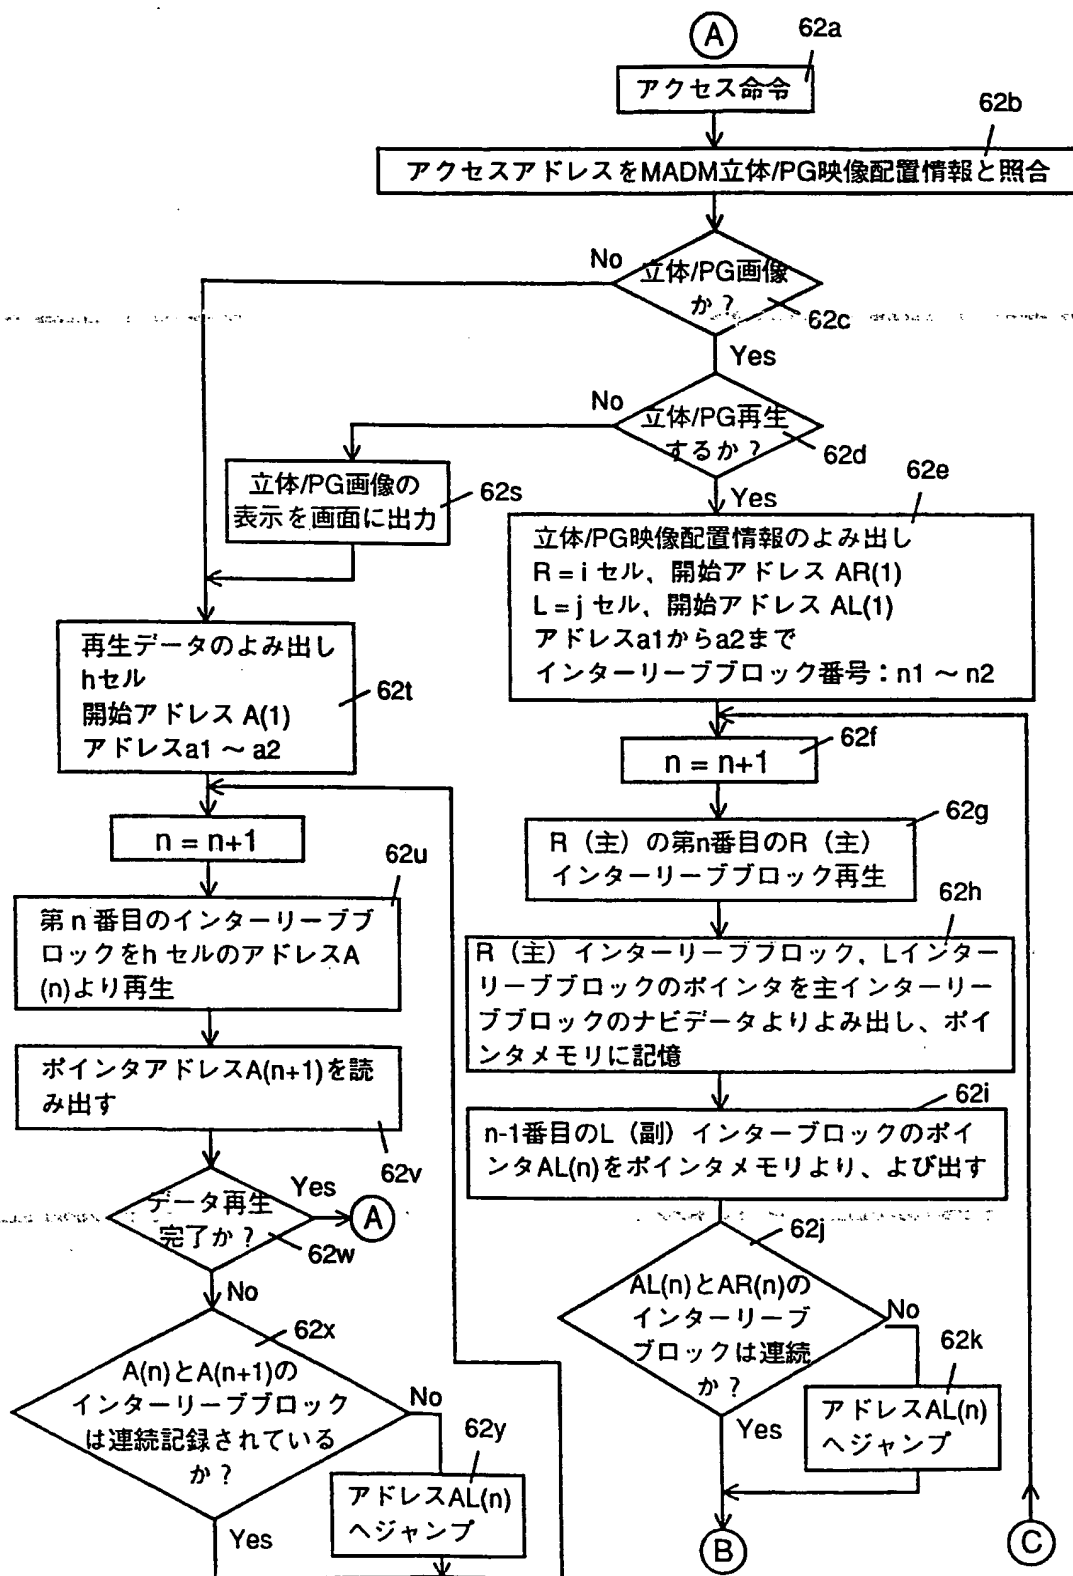 A
62a
アクセス命令
62b
アクセスアドレスをMADM立体/PG映像配置情報と照合
No
立体/PG画像
か？
62c
Yes
No
立体/PG再生
するか？
62d
Yes
立体/PG画像の
表示を画面に出力
62s
62e
立体/PG映像配置情報のよみ出し
R = i セル、開始アドレス AR(1)
L = j セル、開始アドレス AL(1)
アドレスa1からa2まで
インターリーブブロック番号：n1 ～ n2
再生データのよみ出し
hセル
開始アドレス A(1)
アドレスa1 ～ a2
62t
n = n+1
62f
n = n+1
62g
R（主）の第n番目のR（主）
インターリーブブロック再生
62u
第 n 番目のインターリーブブ
ロックをh セルのアドレスA
(n)より再生
62h
R（主）インターリーブブロック、Lインター
リーブブロックのポインタを主インターリー
ブブロックのナビデータよりよみ出し、ポイ
ンタメモリに記憶
ポインタアドレスA(n+1)を読
み出す
62v
62i
n-1番目のL（副）インターブロックのポイ
ンタAL(n)をポインタメモリより、よび出す
データ再生
完了か？
Yes
A
62w
No
62j
AL(n)とAR(n)の
インターリーブ
ブロックは連続
か？
No
62k
アドレスAL(n)
へジャンプ
Yes
62x
A(n)とA(n+1)の
インターリーブブロック
は連続記録されている
か？
No
62y
アドレスAL(n)
へジャンプ
Yes
B
C